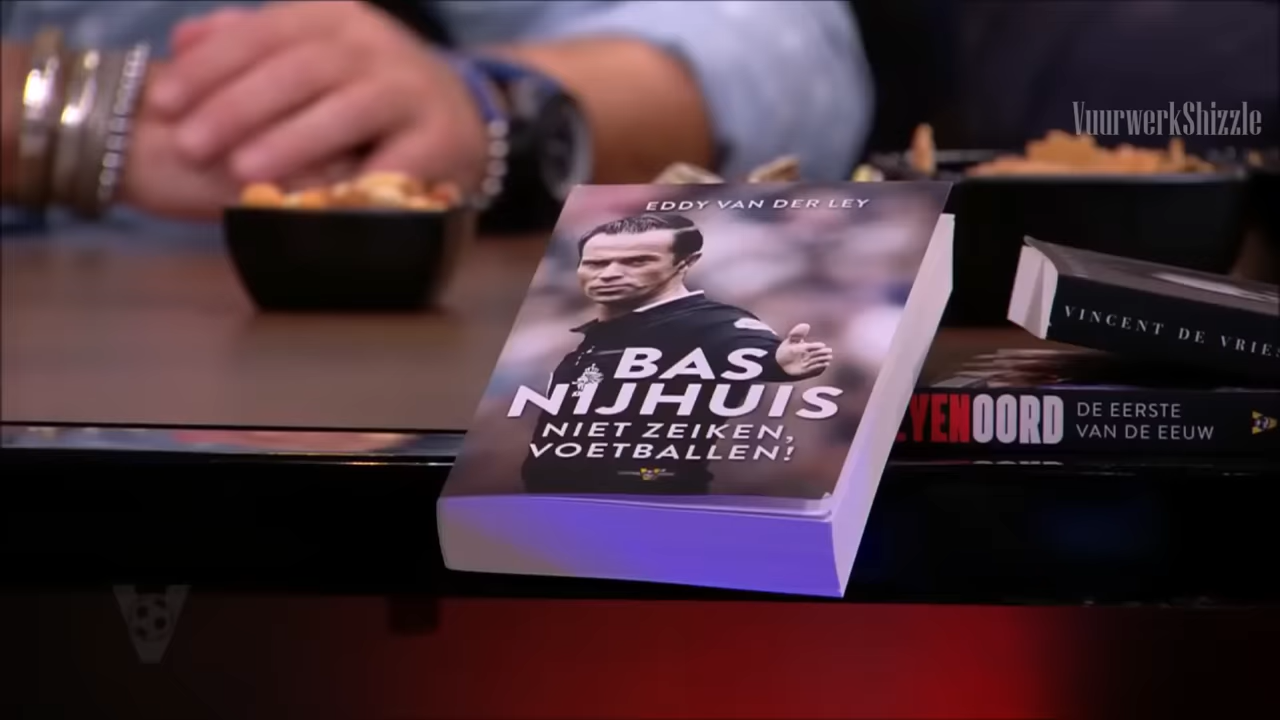 VuurwerkShizzle
EDDY VAN DER LEY
BAS
NIJHUIS
NIET ZEIKEN,
VOETBALLEN!
VINCENT DE VRIES
YENOORD
DE EERSTE
VAN DE EEUW